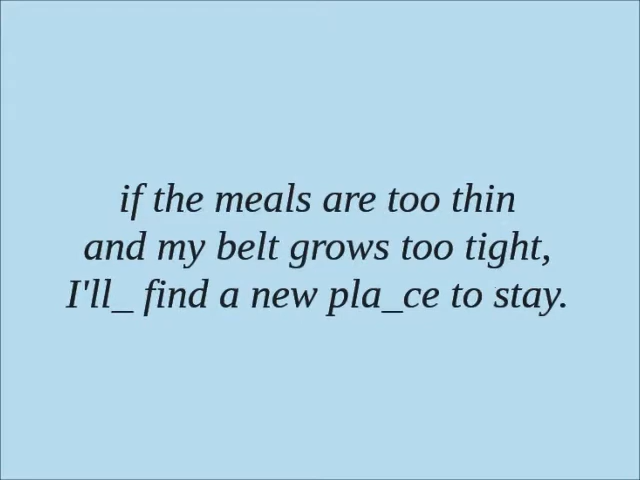 if the meals are too thin
and my belt grows too tight,
I'll_ find a new pla_ce to stay.